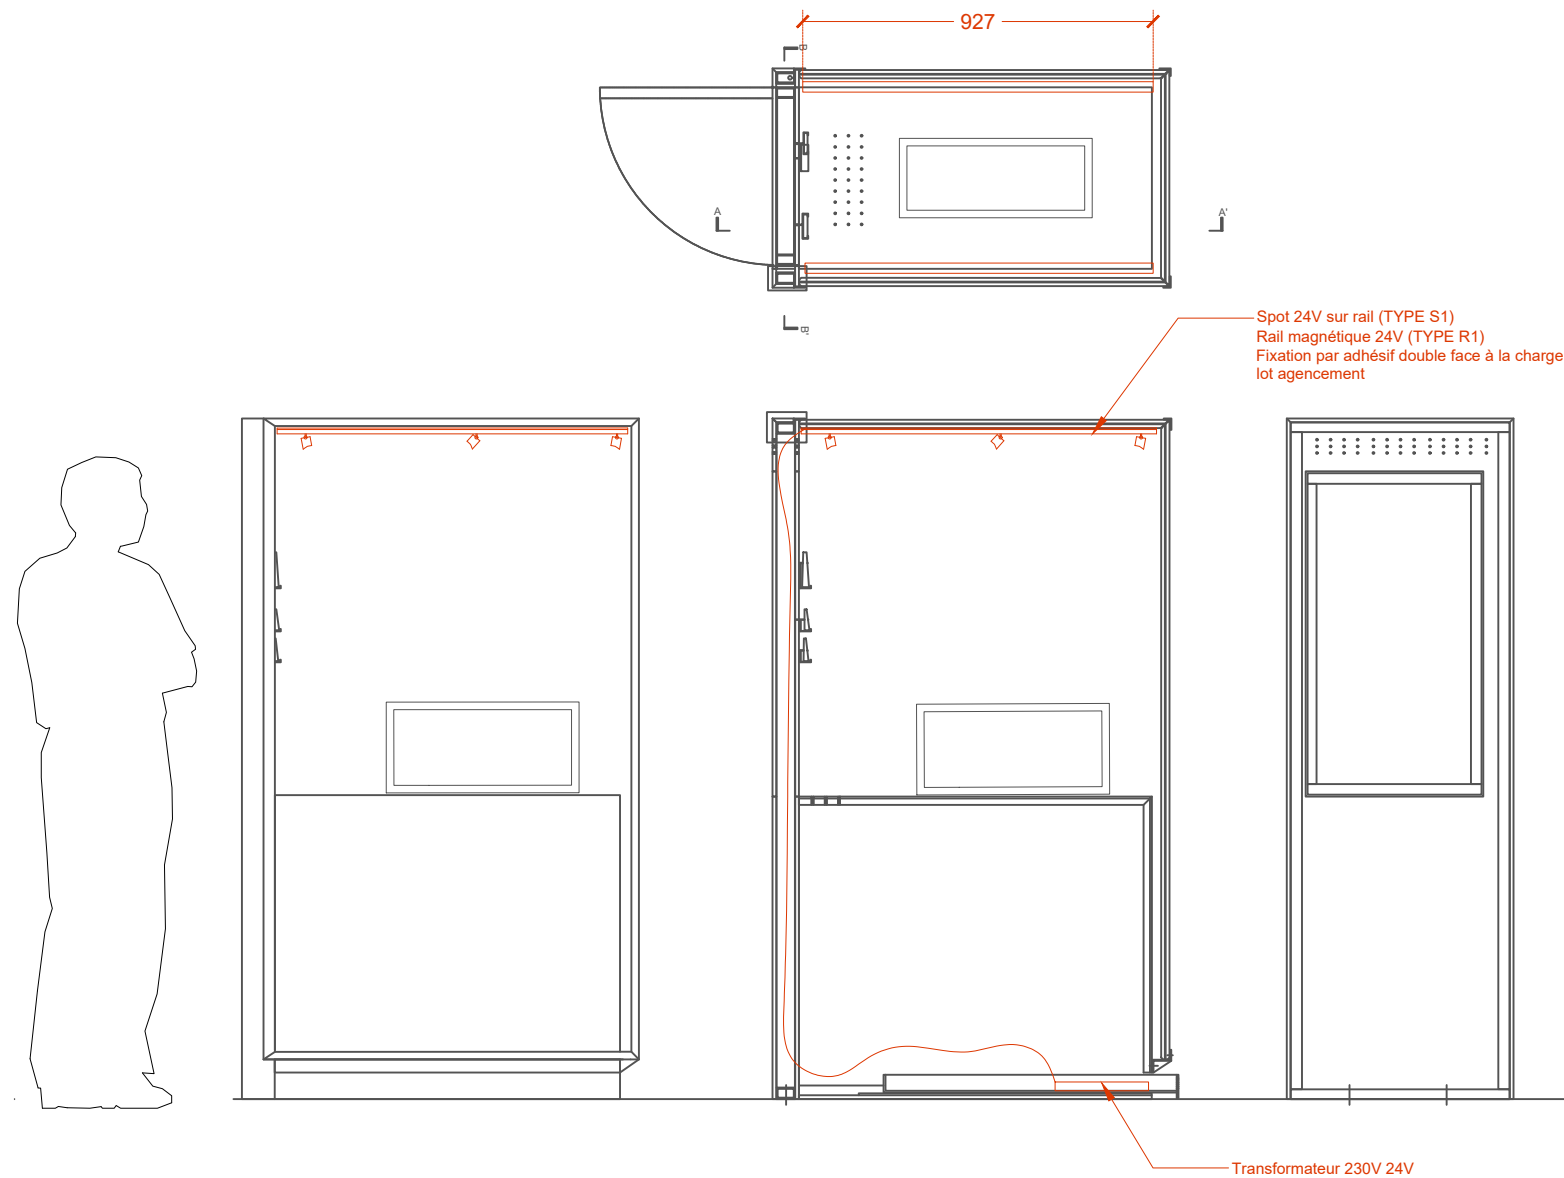 927
B
A
A'
B'
Spot 24V sur rail (TYPE S1)
Rail magnétique 24V (TYPE R1)
Fixation par adhésif double face à la charge
lot agencement
Transformateur 230V 24V